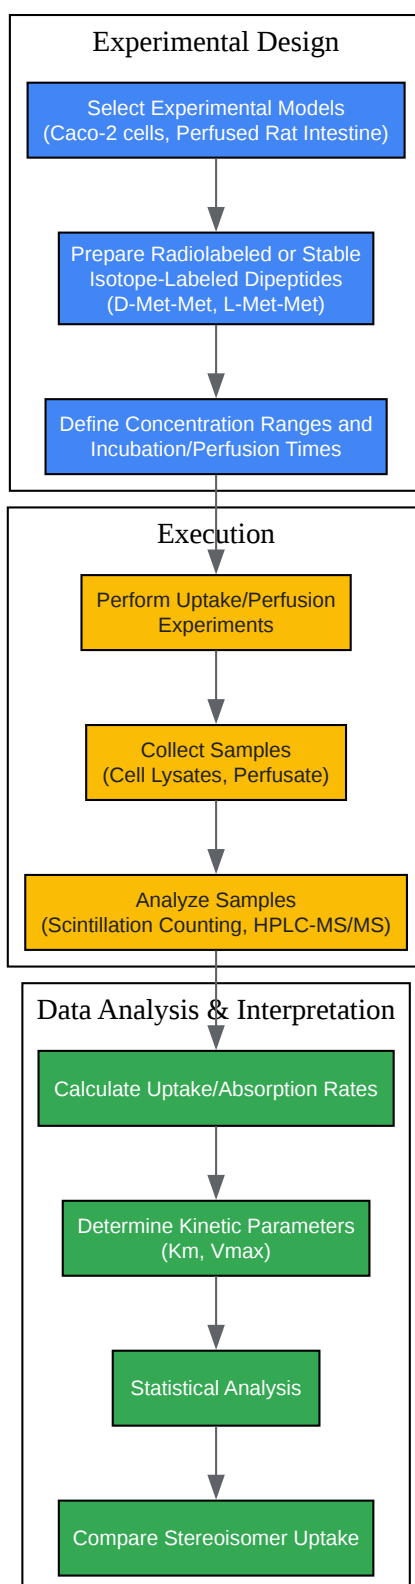 Experimental Design
Select Experimental Models
(Caco-2 cells, Perfused Rat Intestine)
Prepare Radiolabeled or Stable
Isotope-Labeled Dipeptides
(D-Met-Met, L-Met-Met)
Define Concentration Ranges and
Incubation/Perfusion Times
Execution
Perform Uptake/Perfusion
Experiments
Collect Samples
(Cell Lysates, Perfusate)
Analyze Samples
(Scintillation Counting, HPLC-MS/MS)
Data Analysis & Interpretation
Calculate Uptake/Absorption Rates
Determine Kinetic Parameters
(Km, Vmax)
Statistical Analysis
Compare Stereoisomer Uptake